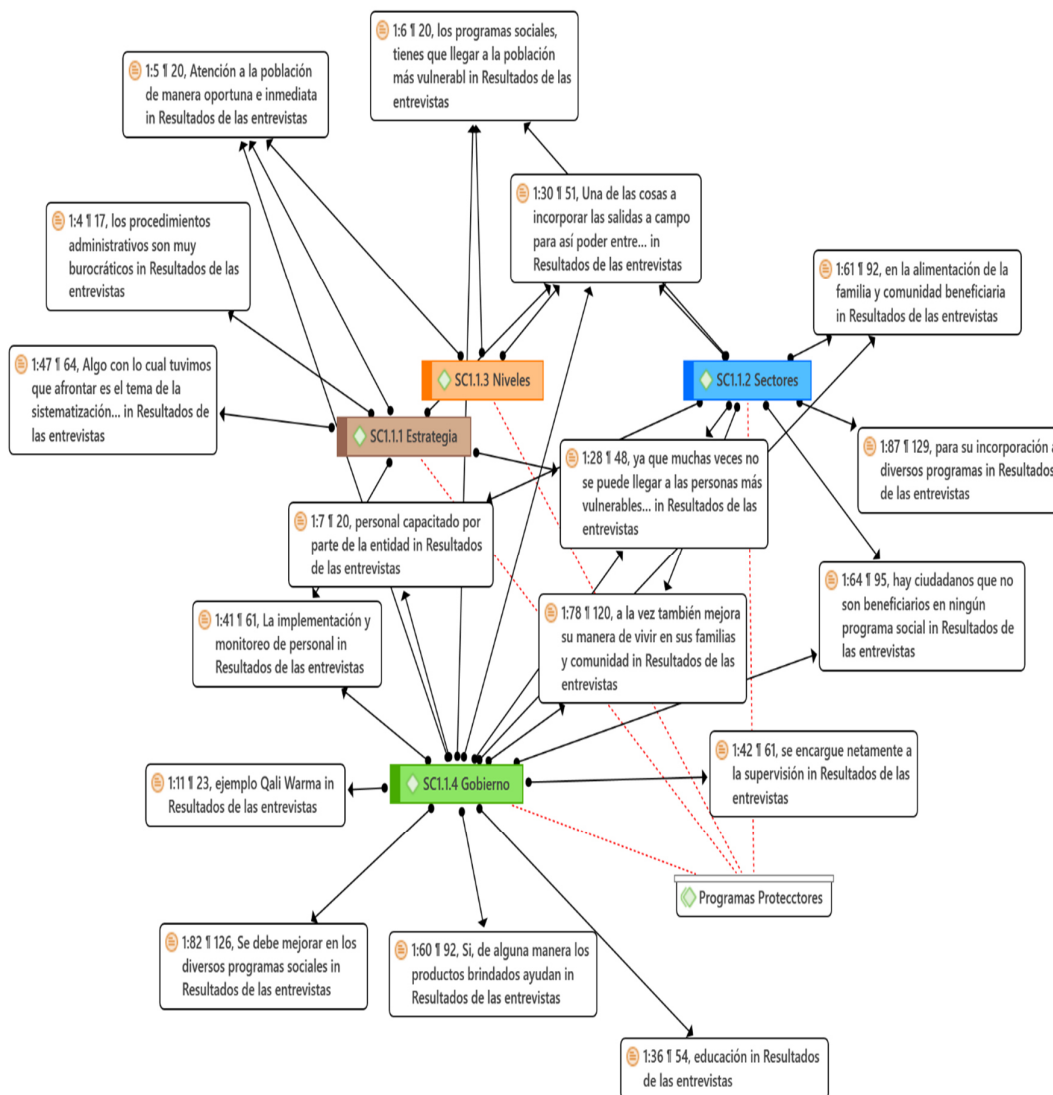 1:6 ¶ 20, los programas sociales,
tienes que llegar a la población
más vulnerabl in Resultados de las
entrevistas
1:5 ¶ 20, Atención a la población
de manera oportuna e inmediata
in Resultados de las entrevistas
1:30 ¶ 51, Una de las cosas a
incorporar las salidas a campo
para así poder entre... in
Resultados de las entrevistas
1:4 ¶ 17, los procedimientos
administrativos son muy
burocráticos in Resultados de las
entrevistas
1:61 ¶ 92, en la alimentación de la
familia y comunidad beneficiaria
in Resultados de las entrevistas
1:47 ¶ 64, Algo con lo cual tuvimos
que afrontar es el tema de la
sistematización... in Resultados de
las entrevistas
SC1.1.3 Niveles
SC1.1.2 Sectores
SC1.1.1 Estrategia
1:28 ¶ 48, ya que muchas veces no
se puede llegar a las personas más
vulnerables... in Resultados de las
entrevistas
1:87 ¶ 129, para su incorporación a
diversos programas in Resultados
de las entrevistas
1:7 ¶ 20, personal capacitado por
parte de la entidad in Resultados
de las entrevistas
1:64 ¶ 95, hay ciudadanos que no
son beneficiarios en ningún
programa social in Resultados de
las entrevistas
1:41 ¶ 61, La implementación y
monitoreo de personal in
Resultados de las entrevistas
1:78 ¶ 120, a la vez también mejora
su manera de vivir en sus familias
y comunidad in Resultados de las
entrevistas
1:42 ¶ 61, se encargue netamente a
la supervisión in Resultados de las
entrevistas
1:11 ¶ 23, ejemplo Qali Warma in
Resultados de las entrevistas
SC1.1.4 Gobierno
Programas Protecctores
1:82 ¶ 126, Se debe mejorar en los
diversos programas sociales in
Resultados de las entrevistas
1:60 ¶ 92, Si, de alguna manera los
productos brindados ayudan in
Resultados de las entrevistas
1:36 ¶ 54, educación in Resultados
de las entrevistas